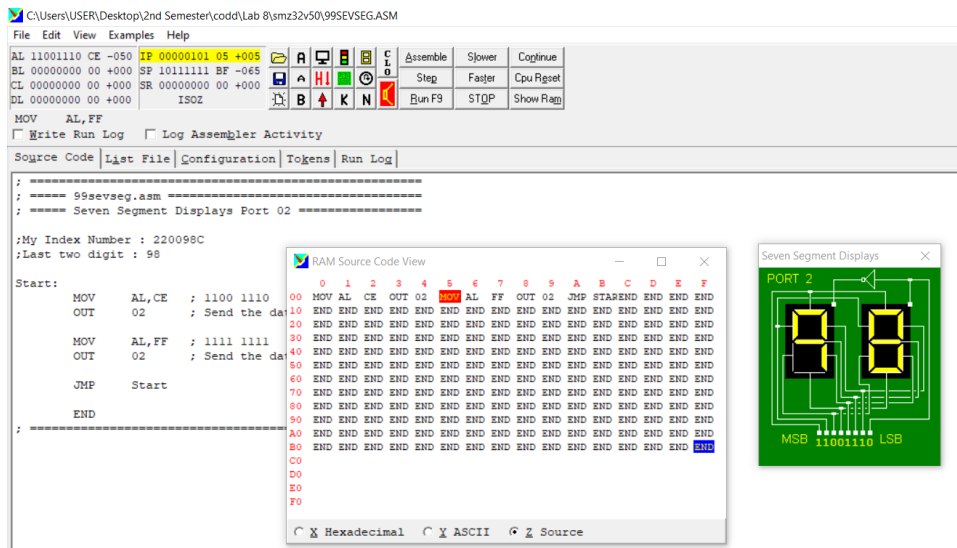 C:\Users\USER\Desktop\2nd Semester\codd\Lab 8\smz32v50\99SEVSEG.ASM
File Edit View Examples Help
AL 11001110 CE -050 IP 00000101 05 +005
BL 00000000 00 +000 SP 10111111 BF -065
CL 00000000 00 +000 SR 00000000 00 +000
DL 00000000 00 +000 ISOZ
A H↓ B K N
CLO
Assemble Slower Continue
Step Faster Cpu Reset
Run F9 STOP Show Ram
MOV AL,FF
Write Run Log Log Assembler Activity
Source Code List File Configuration Tokens Run Log
; ======================================================
; ===== 99sevseg.asm ===================================
; ===== Seven Segment Displays Port 02 =================
;My Index Number : 220098C
;Last two digit : 98
Start:
MOV AL,CE ; 1100 1110
OUT 02 ; Send the da
MOV AL,FF ; 1111 1111
OUT 02 ; Send the da
JMP Start
END
; ====================================
RAM Source Code View
0 1 2 3 4 5 6 7 8 9 A B C D E F
00 MOV AL CE OUT 02 MOV AL FF OUT 02 JMP STAR END END END END
10 END END END END END END END END END END END END END END END END
20 END END END END END END END END END END END END END END END END
30 END END END END END END END END END END END END END END END END
40 END END END END END END END END END END END END END END END END
50 END END END END END END END END END END END END END END END END
60 END END END END END END END END END END END END END END END END
70 END END END END END END END END END END END END END END END END
80 END END END END END END END END END END END END END END END END
90 END END END END END END END END END END END END END END END END
A0 END END END END END END END END END END END END END END END END
B0 END END END END END END END END END END END END END END END END
C0
D0
E0
F0
X Hexadecimal Y ASCII Z Source
Seven Segment Displays
PORT 2
98
MSB 11001110 LSB